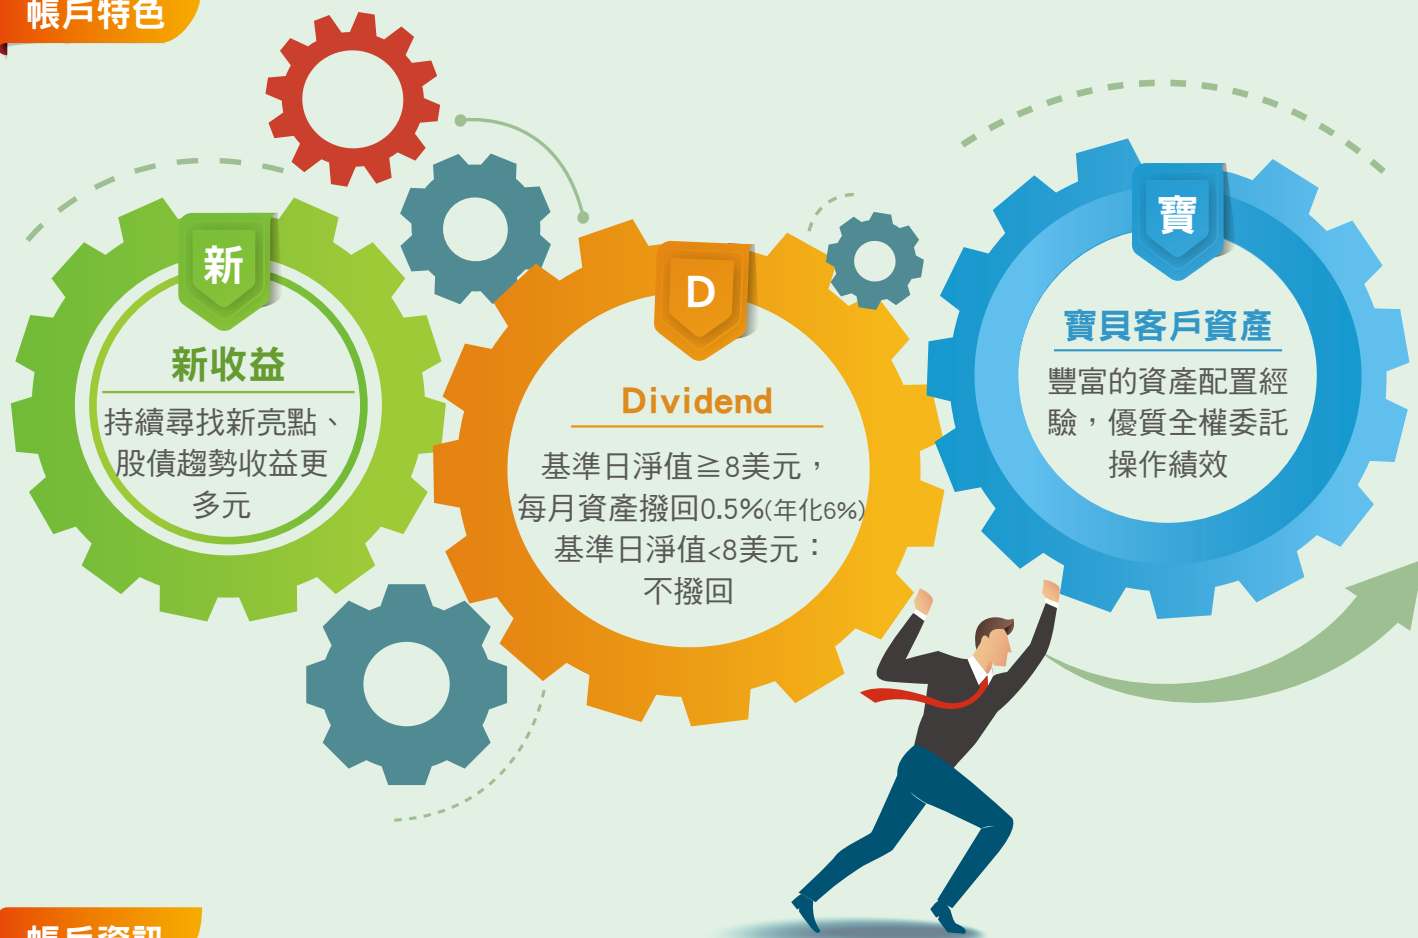 帳戶特色
新
新收益
持續尋找新亮點、
股債趨勢收益更
多元
D
Dividend
基準日淨值≧8美元，
每月資產撥回0.5%(年化6%)
基準日淨值<8美元：
不撥回
寶
寶貝客戶資產
豐富的資產配置經
驗，優質全權委託
操作績效
帳戶資訊